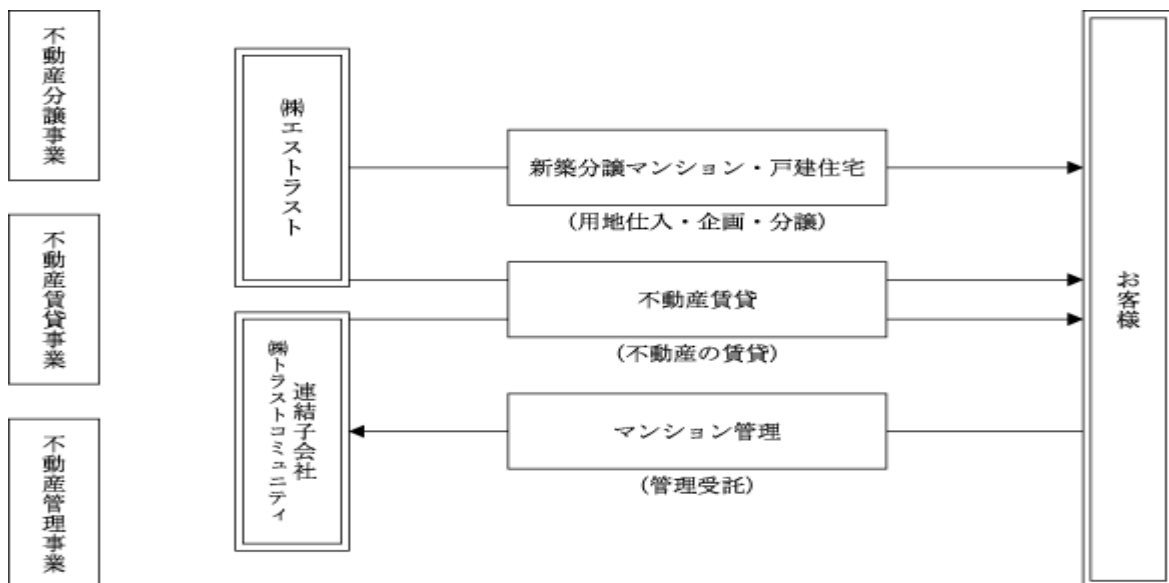 不動産分譲事業
不動産賃貸事業
不動産管理事業
㈱エストラスト
連結子会社
㈱トラストコミュニティ
新築分譲マンション・戸建住宅
(用地仕入・企画・分譲)
不動産賃貸
(不動産の賃貸)
マンション管理
(管理受託)
お客様